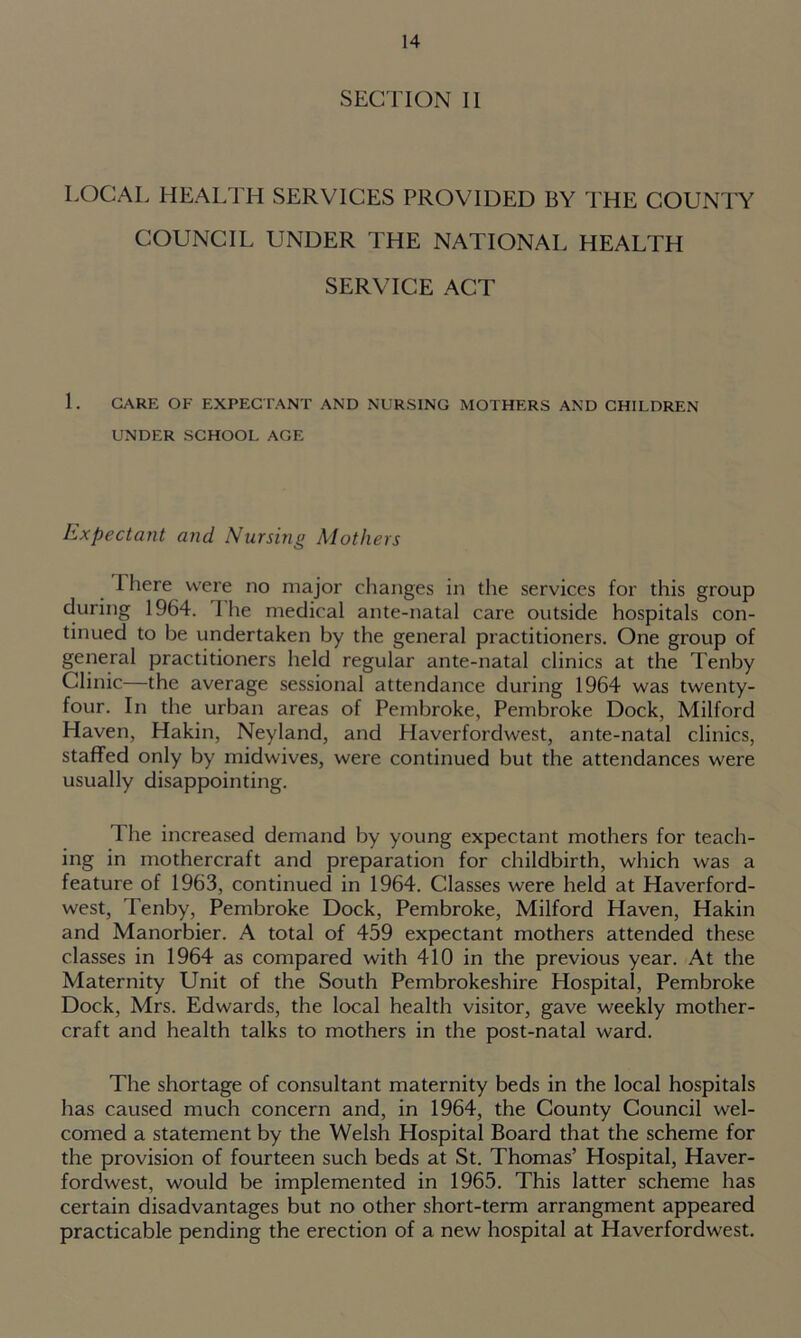 14
SECTION II
LOCAL HEALTH SERVICES PROVIDED BY THE COUNTY
COUNCIL UNDER THE NATIONAL HEALTH
SERVICE ACT
1. CARE OF EXPECTANT AND NURSING MOTHERS AND CHILDREN
UNDER SCHOOL AGE
Expectant and Nursing Mothers
There were no major changes in the services for this group
during 1964. The medical ante-natal care outside hospitals con-
tinued to be undertaken by the general practitioners. One group of
general practitioners held regular ante-natal clinics at the Tenby
Clinic—the average sessional attendance during 1964 was twenty-
four. In the urban areas of Pembroke, Pembroke Dock, Milford
Haven, Hakin, Neyland, and Haverfordwest, ante-natal clinics,
staffed only by midwives, were continued but the attendances were
usually disappointing.
The increased demand by young expectant mothers for teach-
ing in mothercraft and preparation for childbirth, which was a
feature of 1963, continued in 1964. Classes were held at Haverford-
west, Tenby, Pembroke Dock, Pembroke, Milford Haven, Hakin
and Manorbier. A total of 459 expectant mothers attended these
classes in 1964 as compared with 410 in the previous year. At the
Maternity Unit of the South Pembrokeshire Hospital, Pembroke
Dock, Mrs. Edwards, the local health visitor, gave weekly mother-
craft and health talks to mothers in the post-natal ward.
The shortage of consultant maternity beds in the local hospitals
has caused much concern and, in 1964, the County Council wel-
comed a statement by the Welsh Hospital Board that the scheme for
the provision of fourteen such beds at St. Thomas' Hospital, Haver-
fordwest, would be implemented in 1965. This latter scheme has
certain disadvantages but no other short-term arrangment appeared
practicable pending the erection of a new hospital at Haverfordwest.